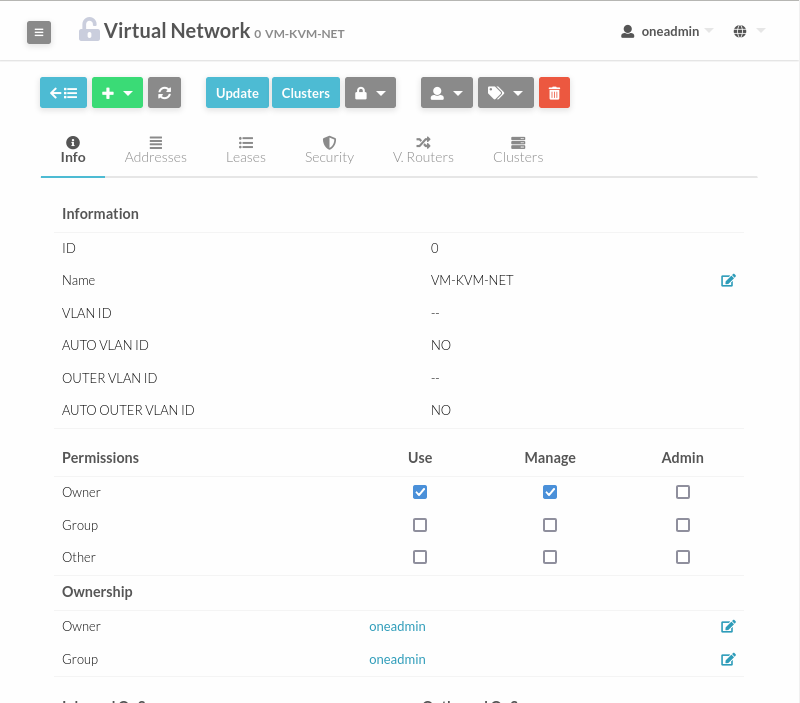 Virtual Network 0 VM-KVM-NET
oneadmin
Update Clusters
Info Addresses Leases Security V. Routers Clusters
Information
ID 0
Name VM-KVM-NET
VLAN ID --
AUTO VLAN ID NO
OUTER VLAN ID --
AUTO OUTER VLAN ID NO
Permissions Use Manage Admin
Owner
Group
Other
Ownership
Owner oneadmin
Group oneadmin